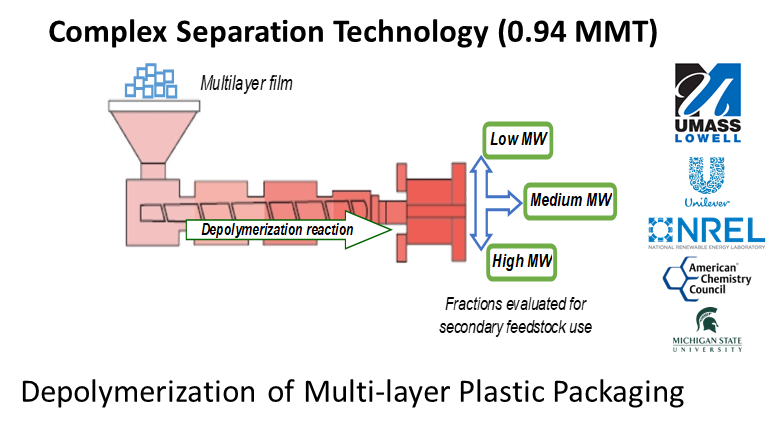 Complex Separation Technology (0.94 MMT)
Multilayer film
Low MW
Medium MW
High MW
Depolymerization reaction
Fractions evaluated for
secondary feedstock use
UMASS
LOWELL
Unilever
NREL
NATIONAL RENEWABLE ENERGY LABORATORY
American
Chemistry
Council
MICHIGAN STATE
UNIVERSITY
Depolymerization of Multi-layer Plastic Packaging